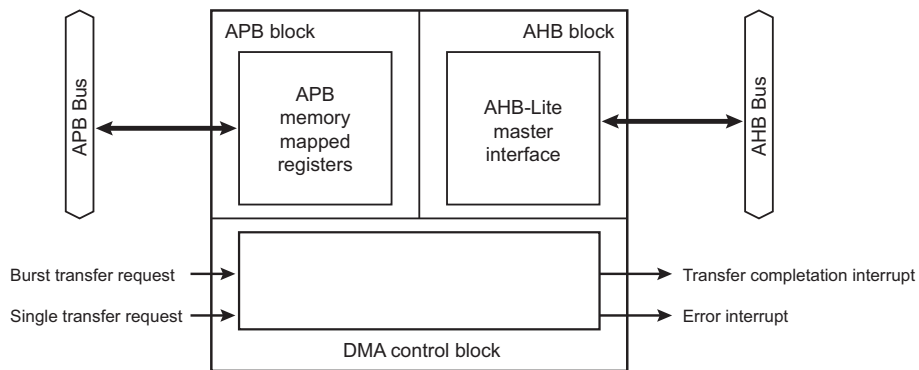 APB block
AHB block
APB Bus
APB
memory
mapped
registers
AHB-Lite
master
interface
AHB Bus
Burst transfer request
Transfer completation interrupt
Single transfer request
Error interrupt
DMA control block